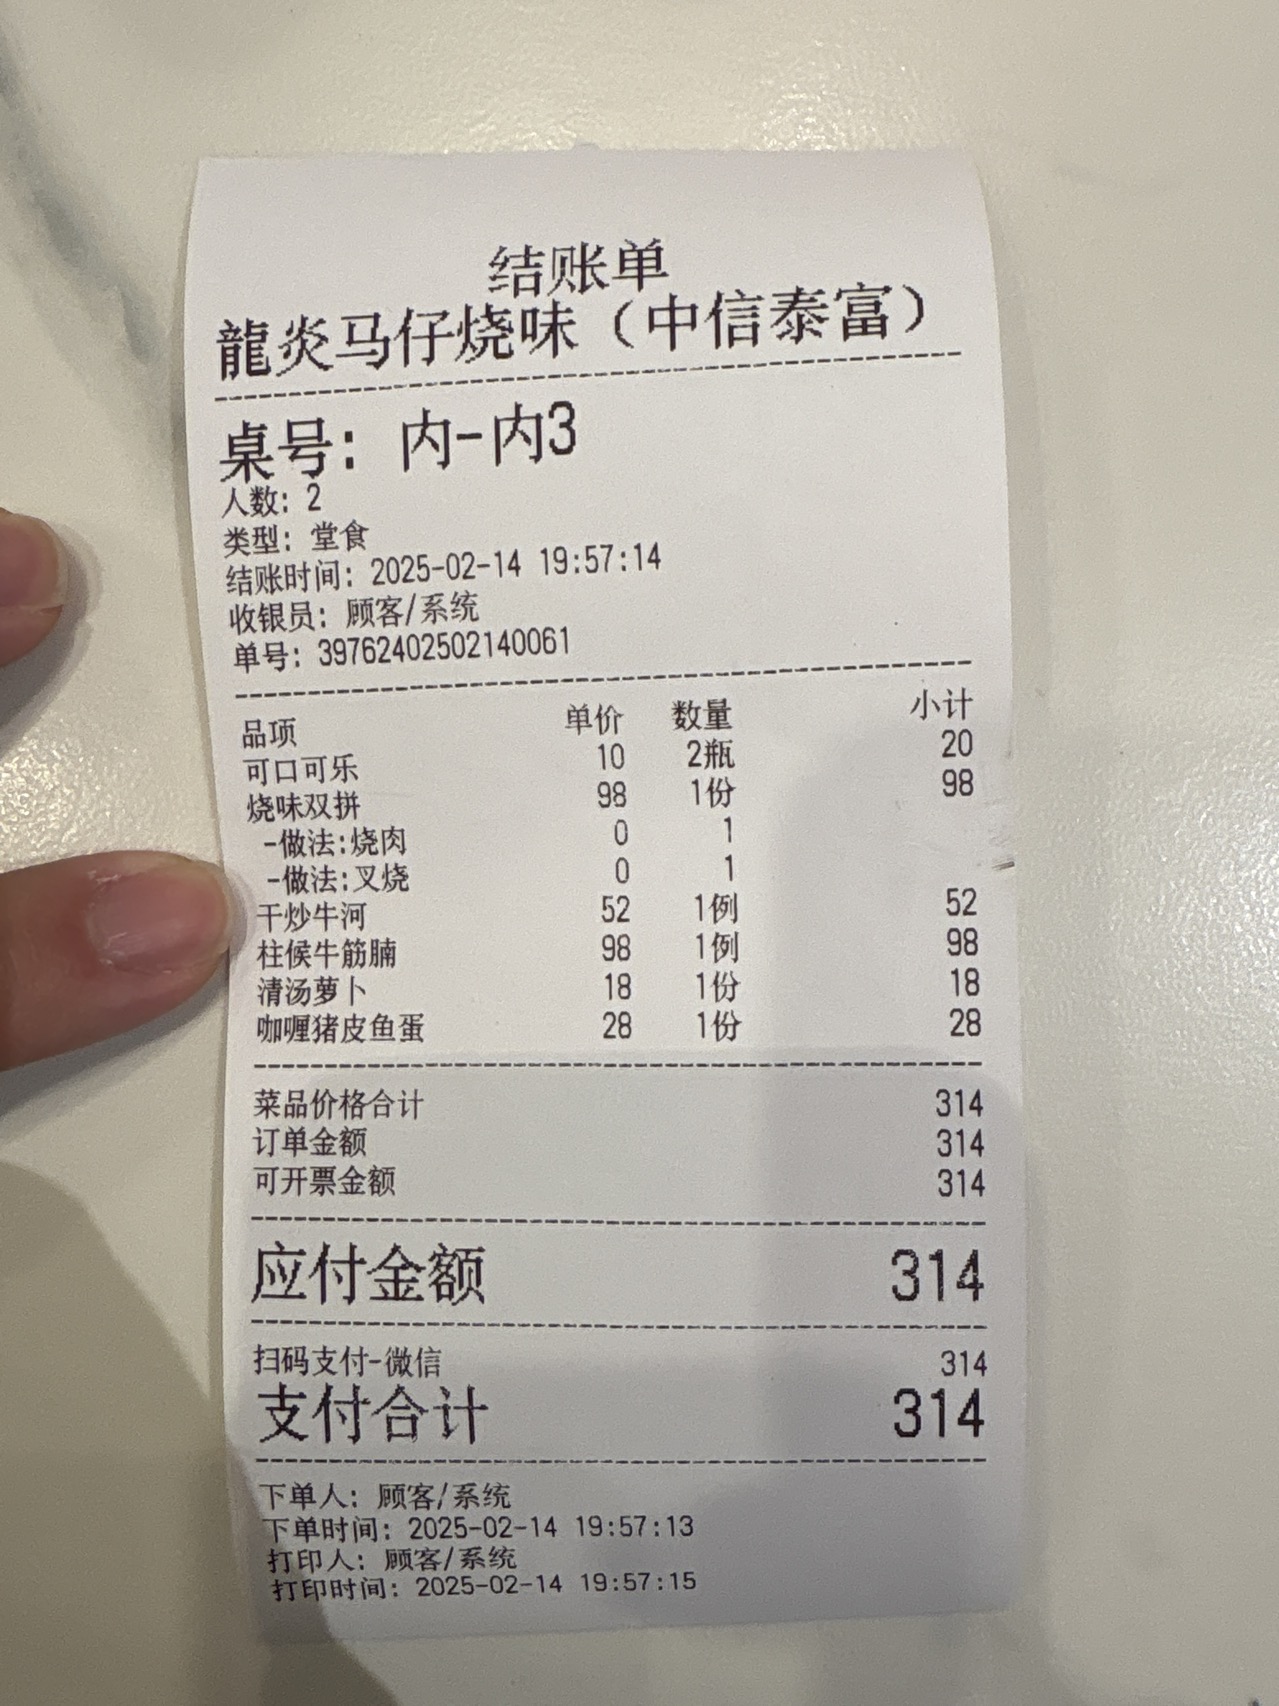 结账单
龍炎马仔烧味（中信泰富）
桌号: 内-内3
人数: 2
类型: 堂食
结账时间: 2025-02-14 19:57:14
收银员: 顾客/系统
单号: 39762402502140061
品项 单价 数量 小计
可口可乐 10 2瓶 20
烧味双拼 98 1份 98
-做法:烧肉 0 1
-做法:叉烧 0 1
干炒牛河 52 1例 52
柱候牛筋腩 98 1例 98
清汤萝卜 18 1份 18
咖喱猪皮鱼蛋 28 1份 28
菜品价格合计 314
订单金额 314
可开票金额 314
应付金额 314
扫码支付-微信 314
支付合计 314
下单人: 顾客/系统
下单时间: 2025-02-14 19:57:13
打印人: 顾客/系统
打印时间: 2025-02-14 19:57:15